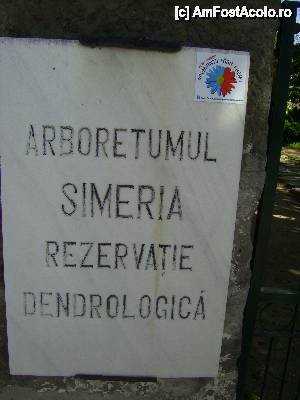 (c) AmFostAcolo.ro
ARBORETUMUL
SIMERIA
REZERVAȚIE
DENDROLOGICĂ